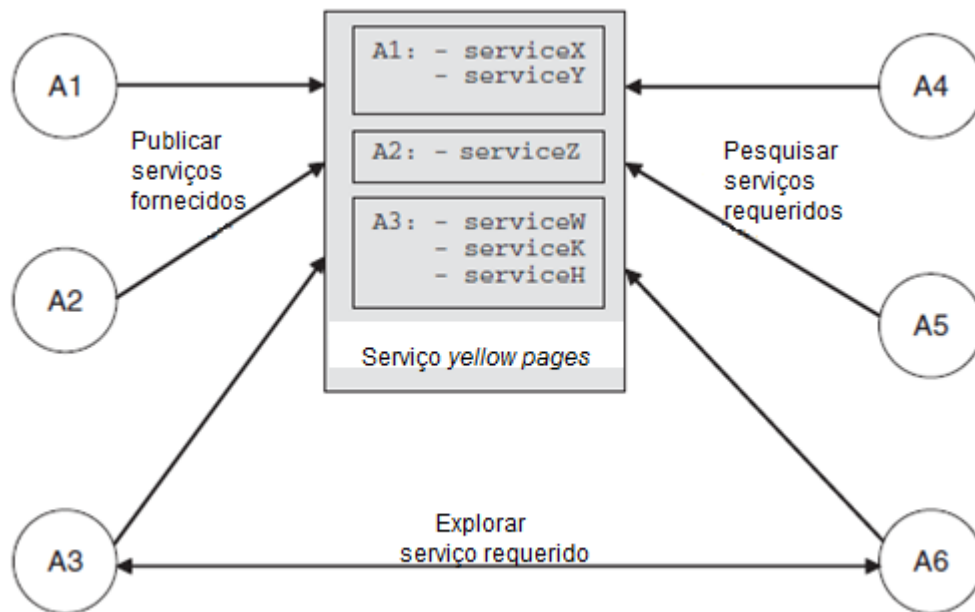 A1
A1: - serviceX
- serviceY
A4
Publicar
serviços
fornecidos
A2: - serviceZ
Pesquisar
serviços
requeridos
A2
A3: - serviceW
- serviceK
- serviceH
A5
Serviço yellow pages
A3
Explorar
serviço requerido
A6